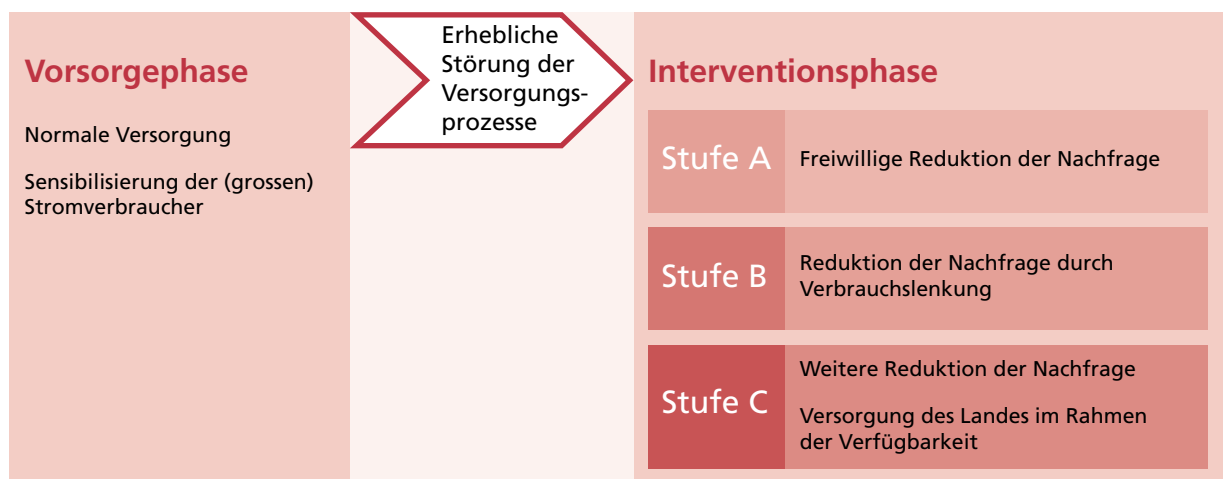 Vorsorgephase
Normale Versorgung
Sensibilisierung der (grossen)
Stromverbraucher
Erhebliche
Störung der
Versorgungs-
prozesse
Interventionsphase
Stufe A
Freiwillige Reduktion der Nachfrage
Stufe B
Reduktion der Nachfrage durch
Verbrauchslenkung
Stufe C
Weitere Reduktion der Nachfrage
Versorgung des Landes im Rahmen
der Verfügbarkeit